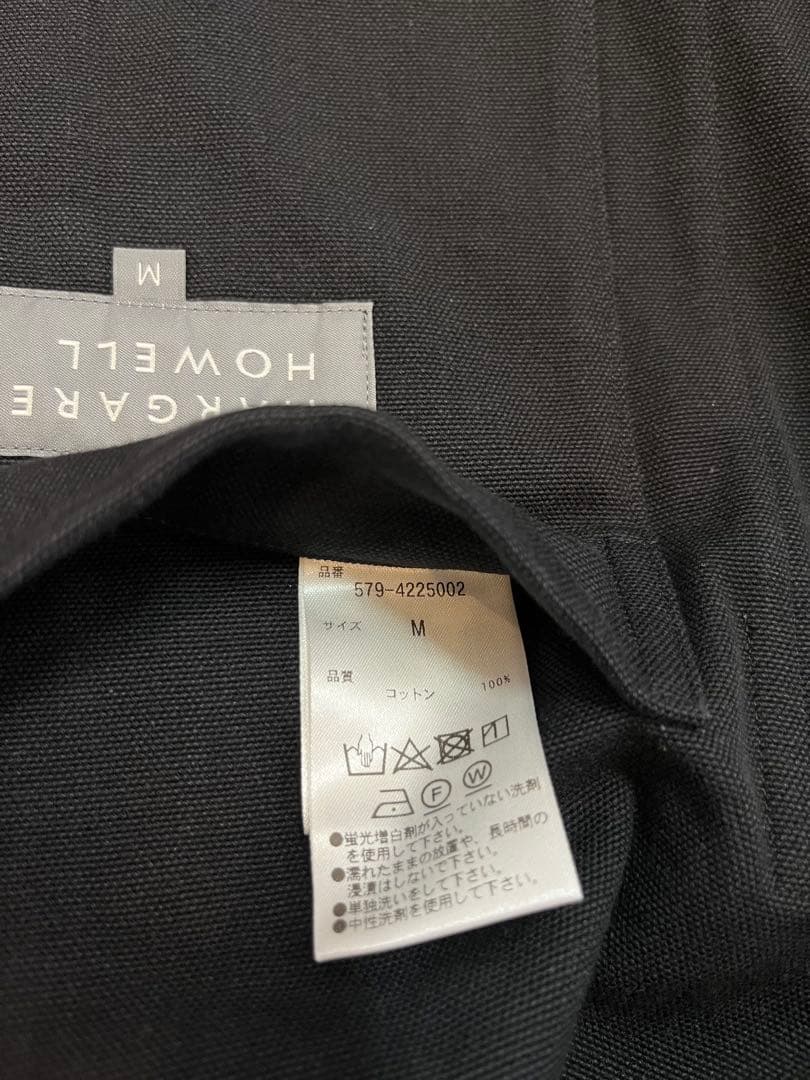 M
HOWELL
品番
579-4225002
サイズ M
品質
コットン 100%
F W
●蛍光増白剤が入っていない洗剤
を使用して下さい。
●濡れたままの放置や、長時間の
浸漬はしないで下さい。
●単独洗いをして下さい。
●中性洗剤を使用して下さい。